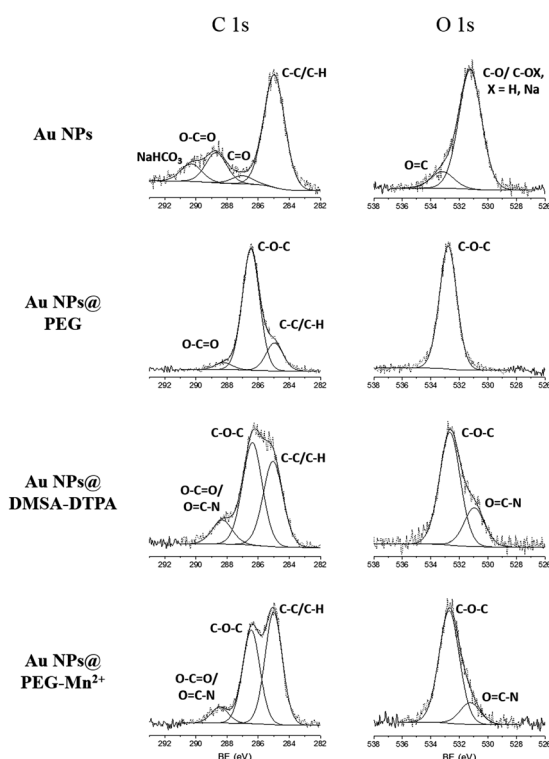 C 1s
O 1s
Au NPs
NaHCO₃
O-C=O
C=O
C-C/C-H
292 290 288 286 284 282
C-O/ C-OX,
X = H, Na
O=C
538 536 534 532 530 528 526
Au NPs@
PEG
O-C=O
C-O-C
C-C/C-H
292 290 288 286 284 282
C-O-C
538 536 534 532 530 528 526
Au NPs@
DMSA-DTPA
O-C=O/
O=C-N
C-O-C
C-C/C-H
292 290 288 286 284 282
C-O-C
O=C-N
538 536 534 532 530 528 526
Au NPs@
PEG-Mn²⁺
O-C=O/
O=C-N
C-O-C
C-C/C-H
292 290 288 286 284 282
BE (eV)
C-O-C
O=C-N
538 536 534 532 530 528 526
BE (eV)